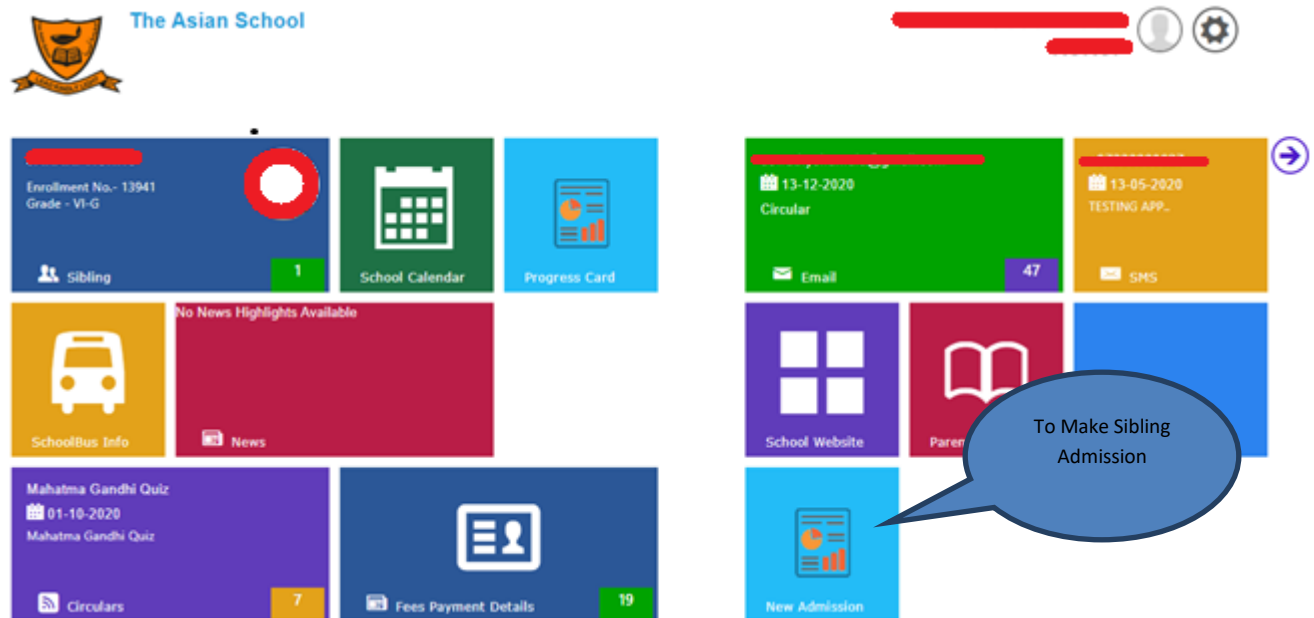 The Asian School
Enrollment No.- 13941
Grade - VI-G
Sibling
1
School Calendar
Progress Card
13-12-2020
Circular
Email
47
13-05-2020
TESTING APP..
SMS
SchoolBus Info
No News Highlights Available
News
School Website
Paren
To Make Sibling
Admission
Mahatma Gandhi Quiz
01-10-2020
Mahatma Gandhi Quiz
Circulars
7
Fees Payment Details
19
New Admission